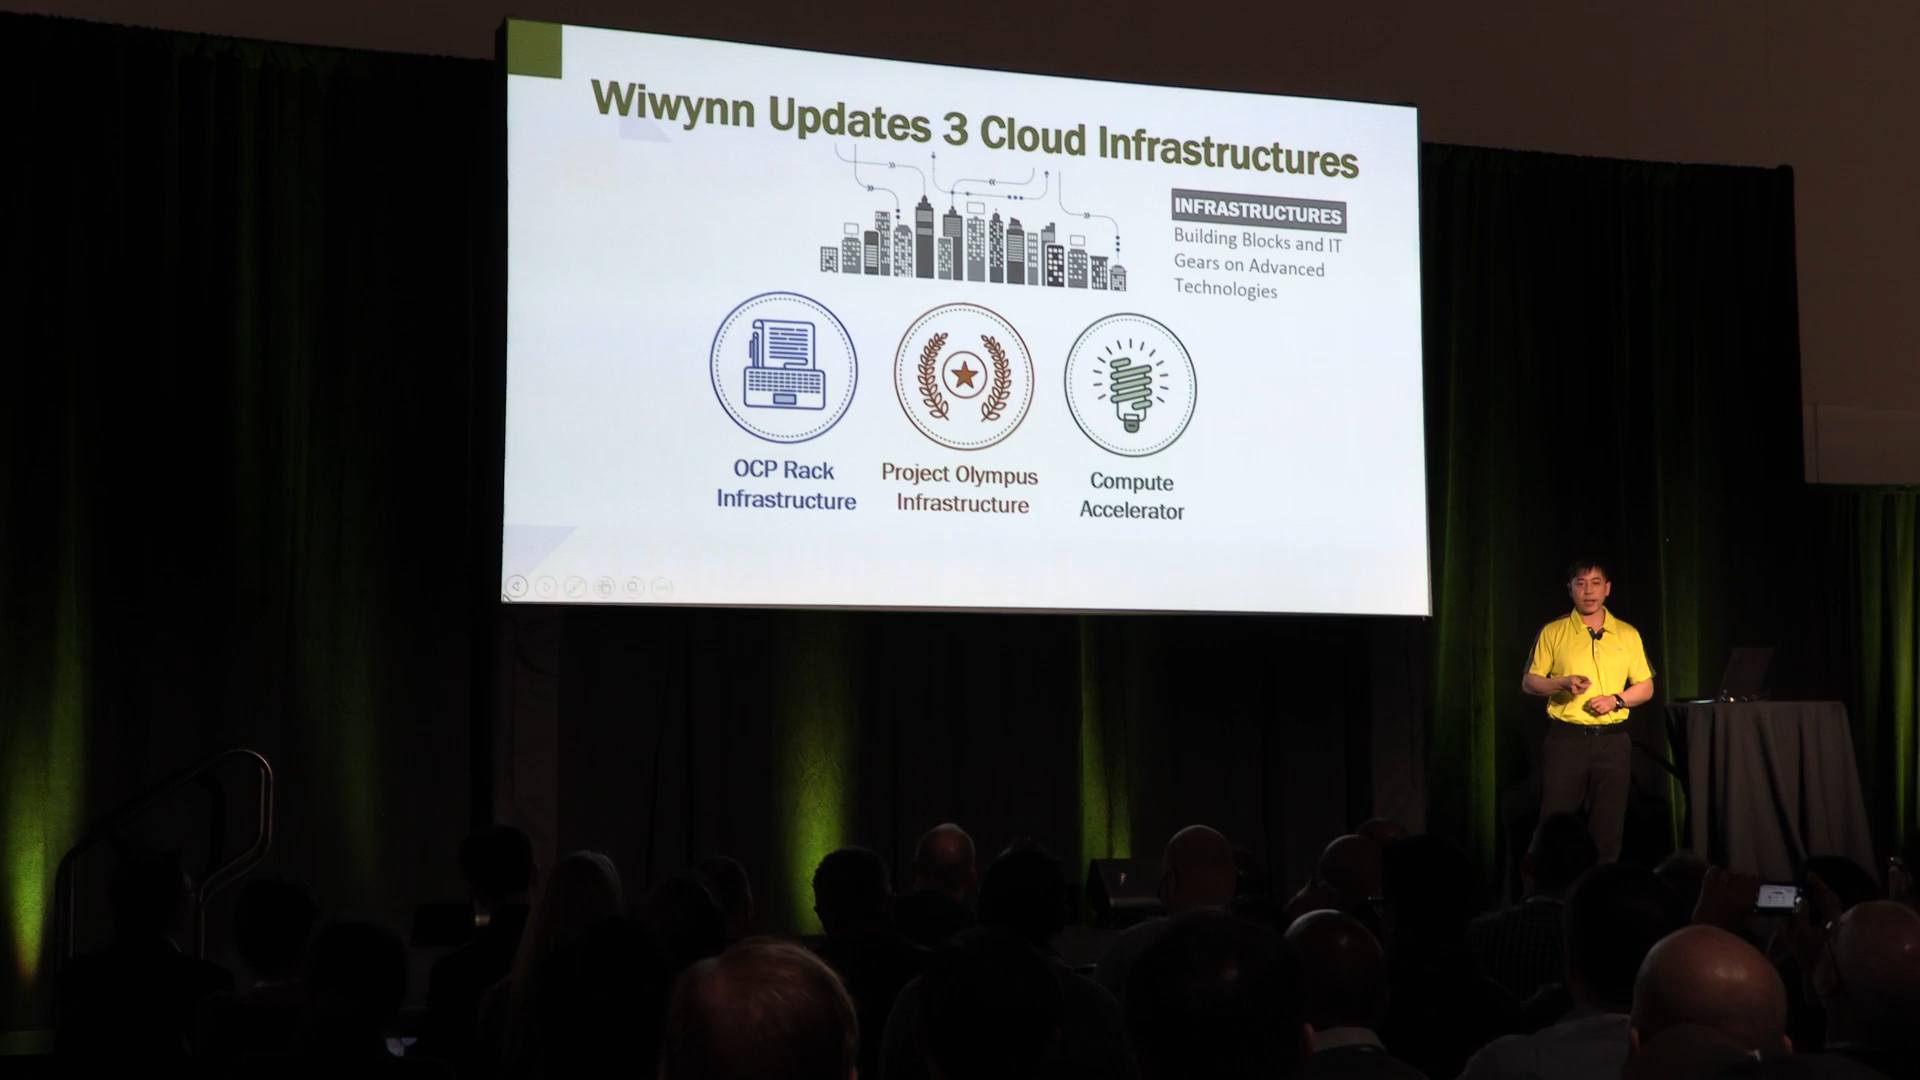 Wiwynn Updates 3 Cloud Infrastructures
INFRASTRUCTURES
Building Blocks and IT
Gears on Advanced
Technologies
OCP Rack
Infrastructure
Project Olympus
Infrastructure
Compute
Accelerator